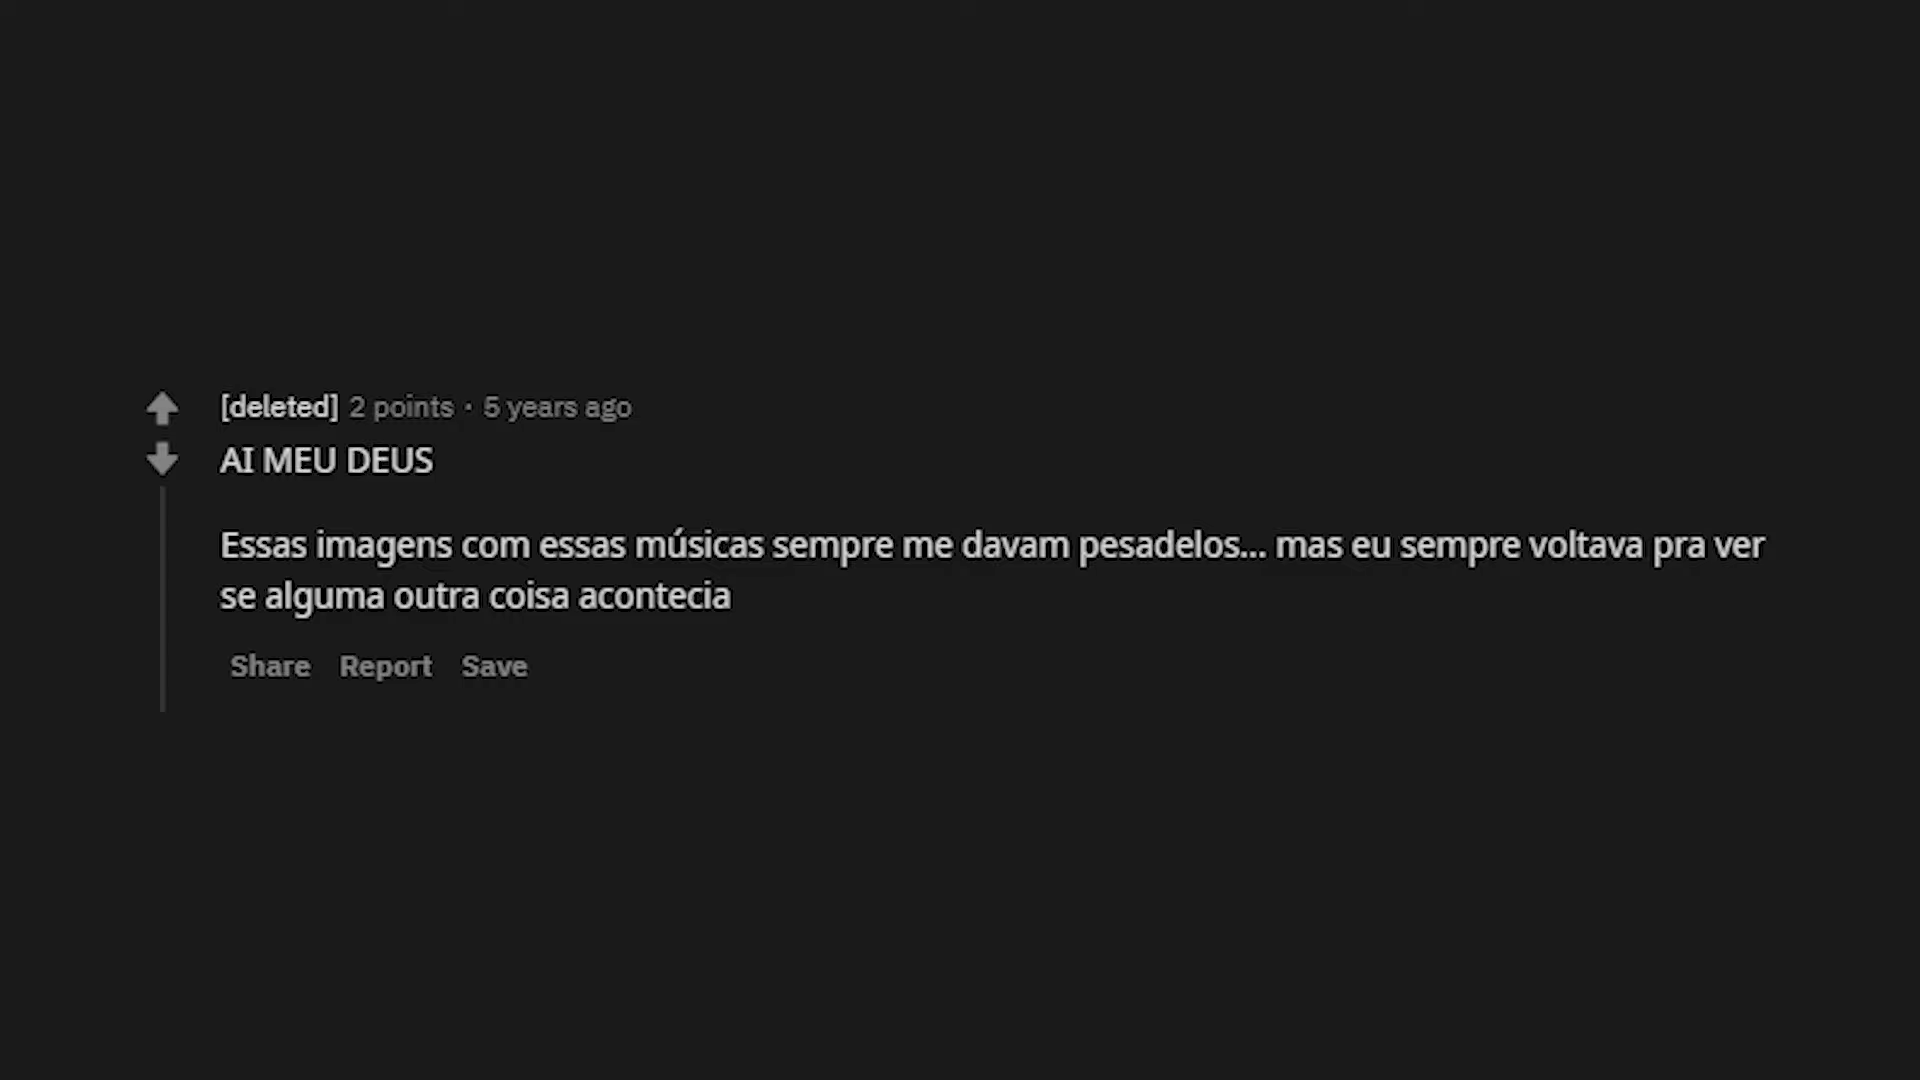 [deleted] 2 points · 5 years ago
AI MEU DEUS
Essas imagens com essas músicas sempre me davam pesadelos... mas eu sempre voltava pra ver
se alguma outra coisa acontecia
Share Report Save